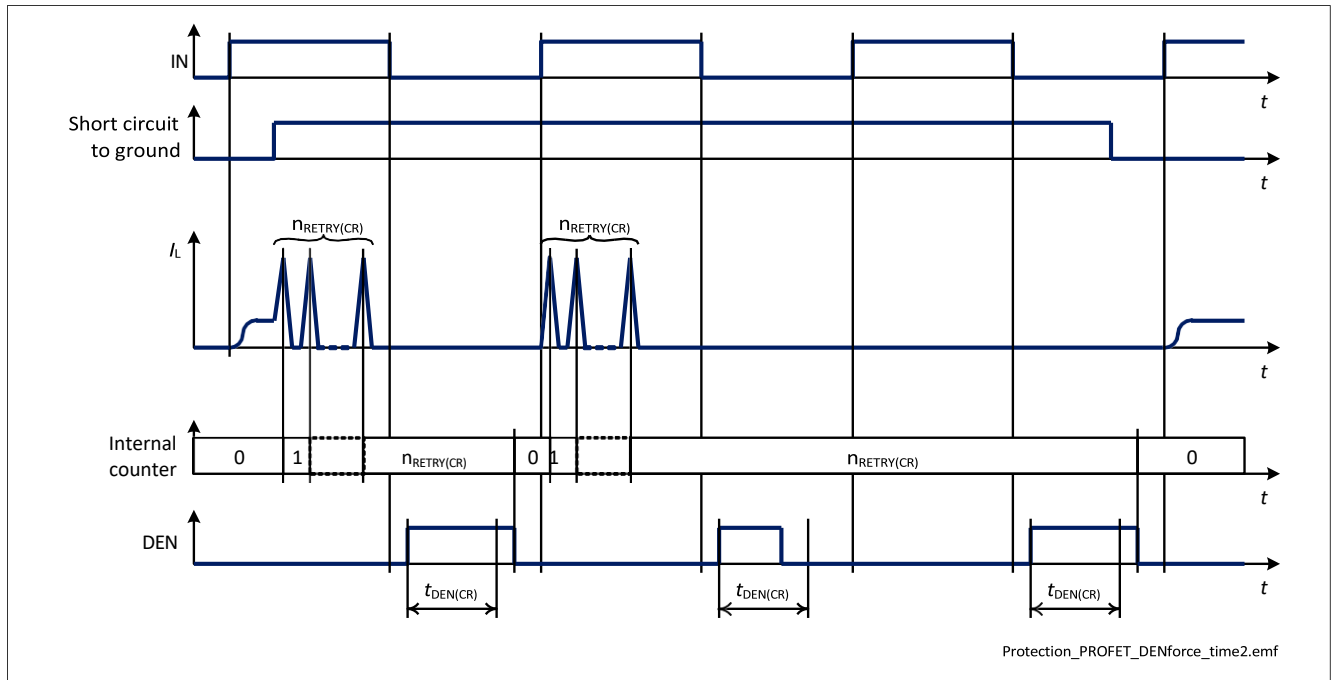 IN
t
Short circuit
to ground
t
nRETRY(CR) nRETRY(CR)
IL
t
Internal
counter
0 1 nRETRY(CR) 0 1 nRETRY(CR) 0
t
DEN
t
tDEN(CR) tDEN(CR) tDEN(CR)
Protection_PROFET_DENforce_time2.emf